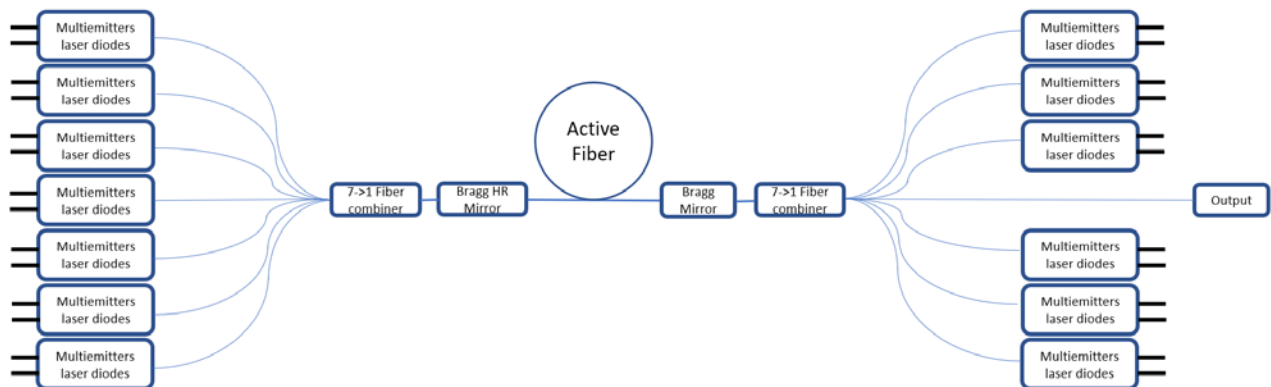 Multiemitters
laser diodes
Multiemitters
laser diodes
Multiemitters
laser diodes
Multiemitters
laser diodes
Multiemitters
laser diodes
Multiemitters
laser diodes
Multiemitters
laser diodes
7->1 Fiber
combiner
Bragg HR
Mirror
Active
Fiber
Bragg
Mirror
7->1 Fiber
combiner
Multiemitters
laser diodes
Multiemitters
laser diodes
Multiemitters
laser diodes
Output
Multiemitters
laser diodes
Multiemitters
laser diodes
Multiemitters
laser diodes